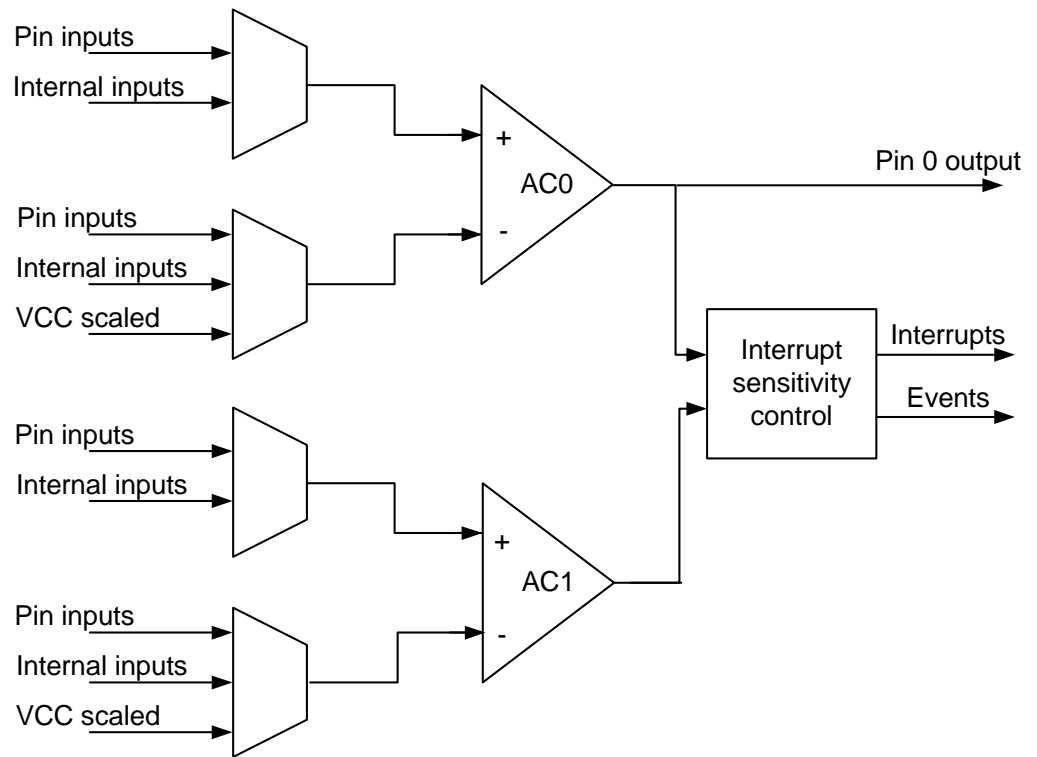 Pin inputs
Internal inputs
+
AC0
-
Pin 0 output
Pin inputs
Internal inputs
VCC scaled
Interrupt
sensitivity
control
Interrupts
Events
Pin inputs
Internal inputs
+
AC1
-
Pin inputs
Internal inputs
VCC scaled